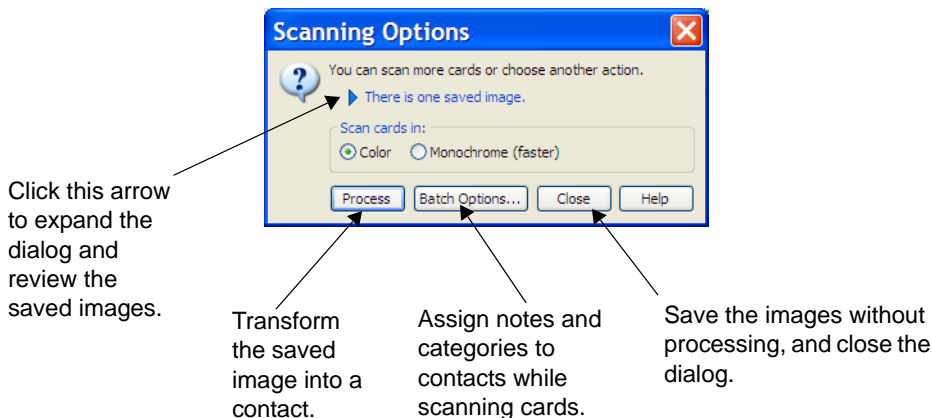 Scanning Options
You can scan more cards or choose another action.
There is one saved image.
Scan cards in:
Color Monochrome (faster)
Process Batch Options... Close Help
Click this arrow
to expand the
dialog and
review the
saved images.
Transform
the saved
image into a
contact.
Assign notes and
categories to
contacts while
scanning cards.
Save the images without
processing, and close the
dialog.